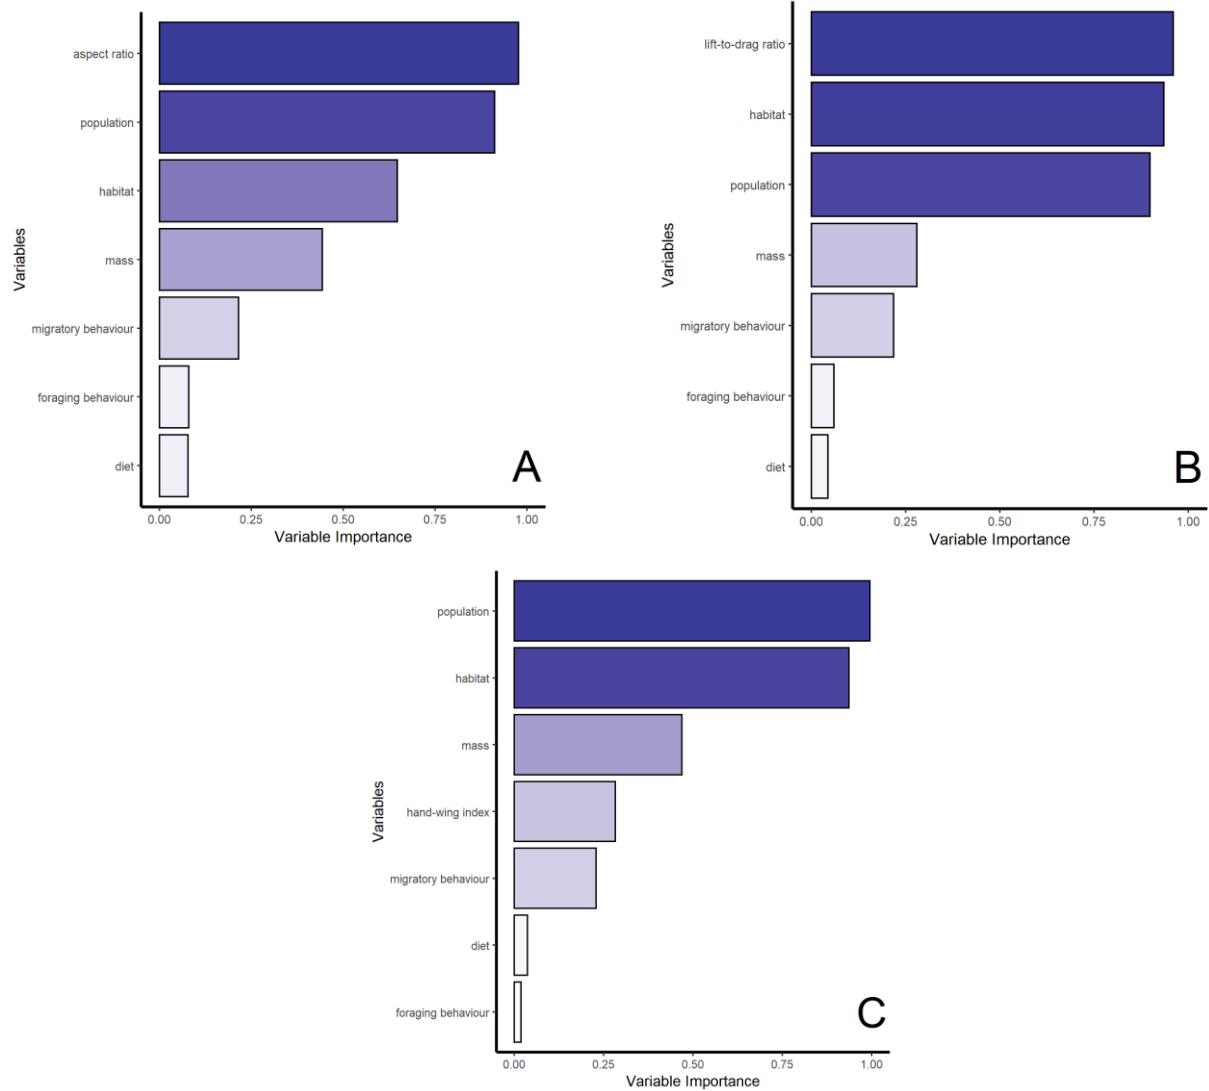 aspect ratio
population
habitat
mass
migratory behaviour
foraging behaviour
diet
Variables
0.00 0.25 0.50 0.75 1.00
Variable Importance
A
lift-to-drag ratio
habitat
population
mass
migratory behaviour
foraging behaviour
diet
Variables
0.00 0.25 0.50 0.75 1.00
Variable Importance
B
population
habitat
mass
hand-wing index
migratory behaviour
diet
foraging behaviour
Variables
0.00 0.25 0.50 0.75 1.00
Variable Importance
C